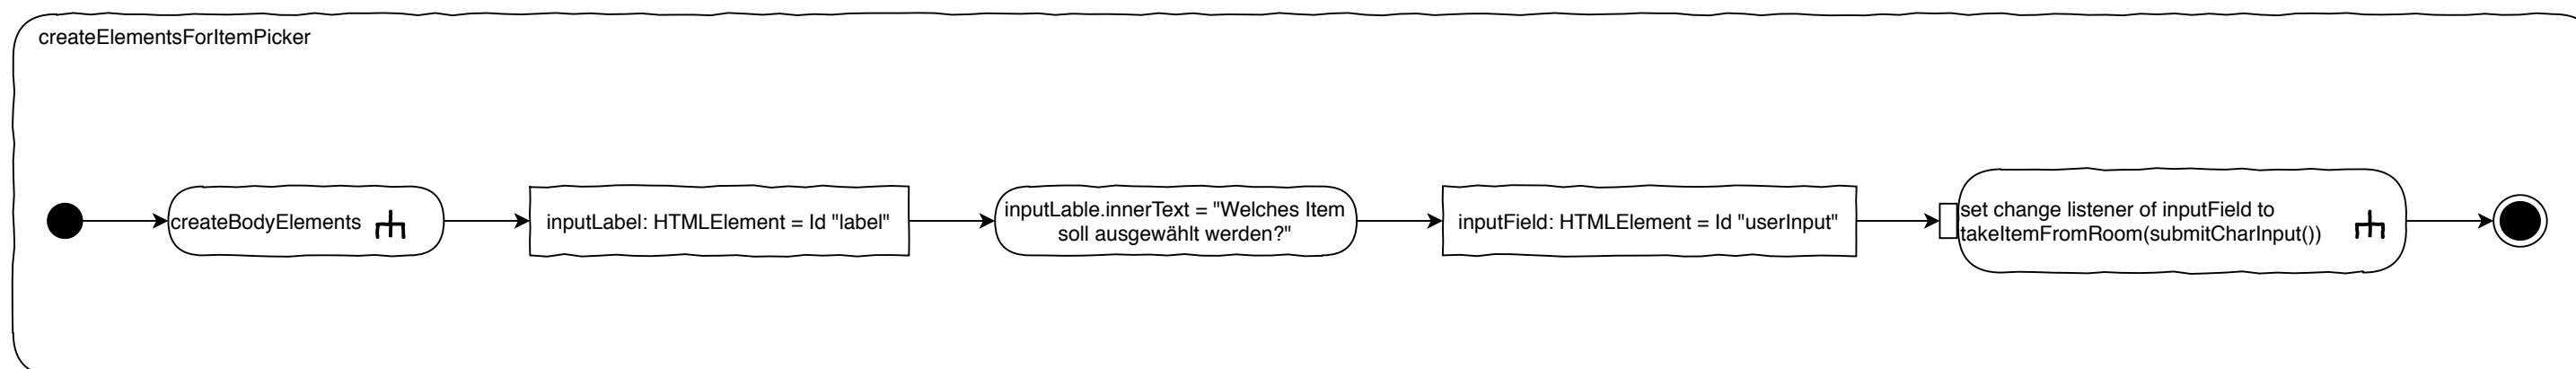 createElementsForItemPicker
createBodyElements
inputLabel: HTMLElement = Id "label"
inputLable.innerText = "Welches Item
soll ausgewählt werden?"
inputField: HTMLElement = Id "userInput"
set change listener of inputField to
takeItemFromRoom(submitCharInput())